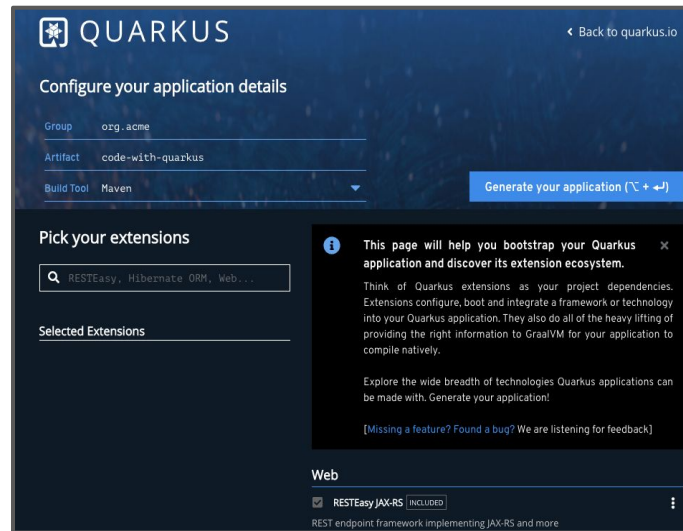 QUARKUS
< Back to quarkus.io
Configure your application details
Group org.acme
Artifact code-with-quarkus
Build Tool Maven
Generate your application (⌥ + ↵)
Pick your extensions
RESTEasy, Hibernate ORM, Web...
Selected Extensions
This page will help you bootstrap your Quarkus
application and discover its extension ecosystem.
Think of Quarkus extensions as your project dependencies.
Extensions configure, boot and integrate a framework or technology
into your Quarkus application. They also do all of the heavy lifting of
providing the right information to GraalVM for your application to
compile natively.
Explore the wide breadth of technologies Quarkus applications can
be made with. Generate your application!
[Missing a feature? Found a bug? We are listening for feedback]
Web
RESTEasy JAX-RS INCLUDED
REST endpoint framework implementing JAX-RS and more